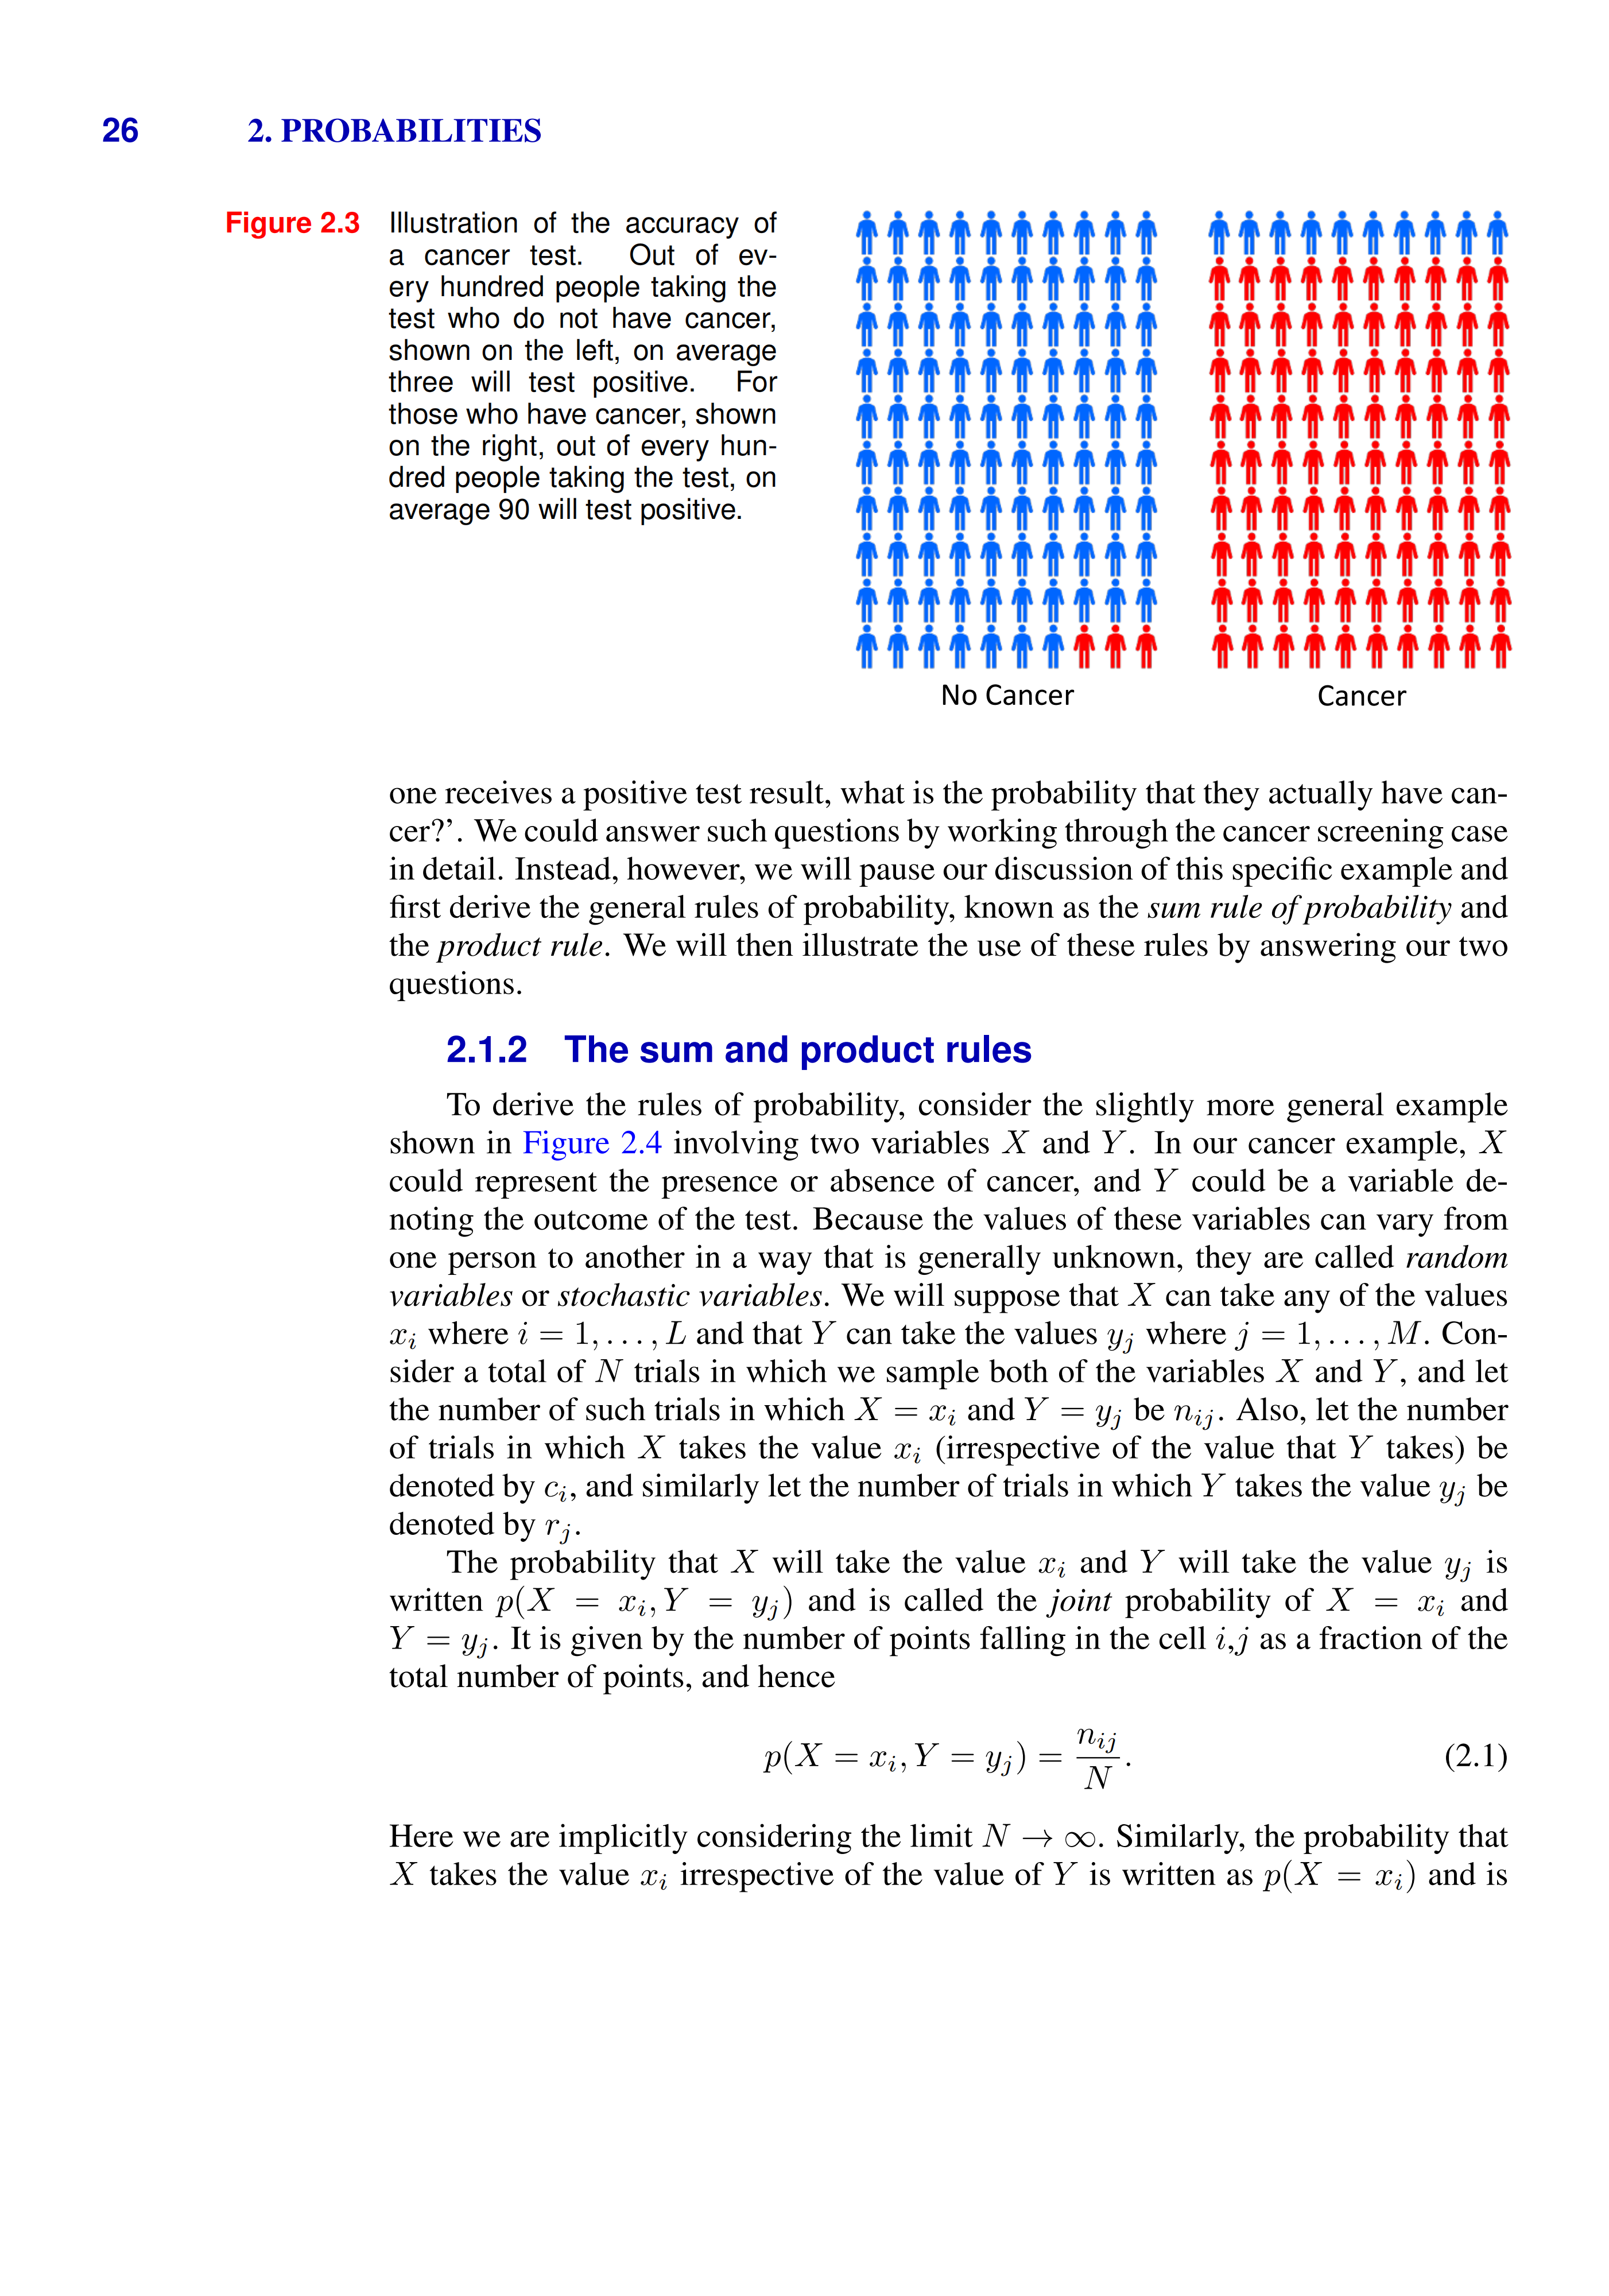 26 2. PROBABILITIES
Figure 2.3 Illustration of the accuracy of
a cancer test. Out of ev-
ery hundred people taking the
test who do not have cancer,
shown on the left, on average
three will test positive. For
those who have cancer, shown
on the right, out of every hun-
dred people taking the test, on
average 90 will test positive.
No Cancer
Cancer
one receives a positive test result, what is the probability that they actually have can-
cer?’. We could answer such questions by working through the cancer screening case
in detail. Instead, however, we will pause our discussion of this specific example and
first derive the general rules of probability, known as the sum rule of probability and
the product rule. We will then illustrate the use of these rules by answering our two
questions.
2.1.2 The sum and product rules
To derive the rules of probability, consider the slightly more general example
shown in Figure 2.4 involving two variables X and Y. In our cancer example, X
could represent the presence or absence of cancer, and Y could be a variable de-
noting the outcome of the test. Because the values of these variables can vary from
one person to another in a way that is generally unknown, they are called random
variables or stochastic variables. We will suppose that X can take any of the values
x_i where i = 1, . . . , L and that Y can take the values y_j where j = 1, . . . , M. Con-
sider a total of N trials in which we sample both of the variables X and Y, and let
the number of such trials in which X = x_i and Y = y_j be n_ij. Also, let the number
of trials in which X takes the value x_i (irrespective of the value that Y takes) be
denoted by c_i, and similarly let the number of trials in which Y takes the value y_j be
denoted by r_j.
The probability that X will take the value x_i and Y will take the value y_j is
written p(X = x_i, Y = y_j) and is called the joint probability of X = x_i and
Y = y_j. It is given by the number of points falling in the cell i,j as a fraction of the
total number of points, and hence
p(X = x_i, Y = y_j) = n_ij / N. (2.1)
Here we are implicitly considering the limit N → ∞. Similarly, the probability that
X takes the value x_i irrespective of the value of Y is written as p(X = x_i) and is